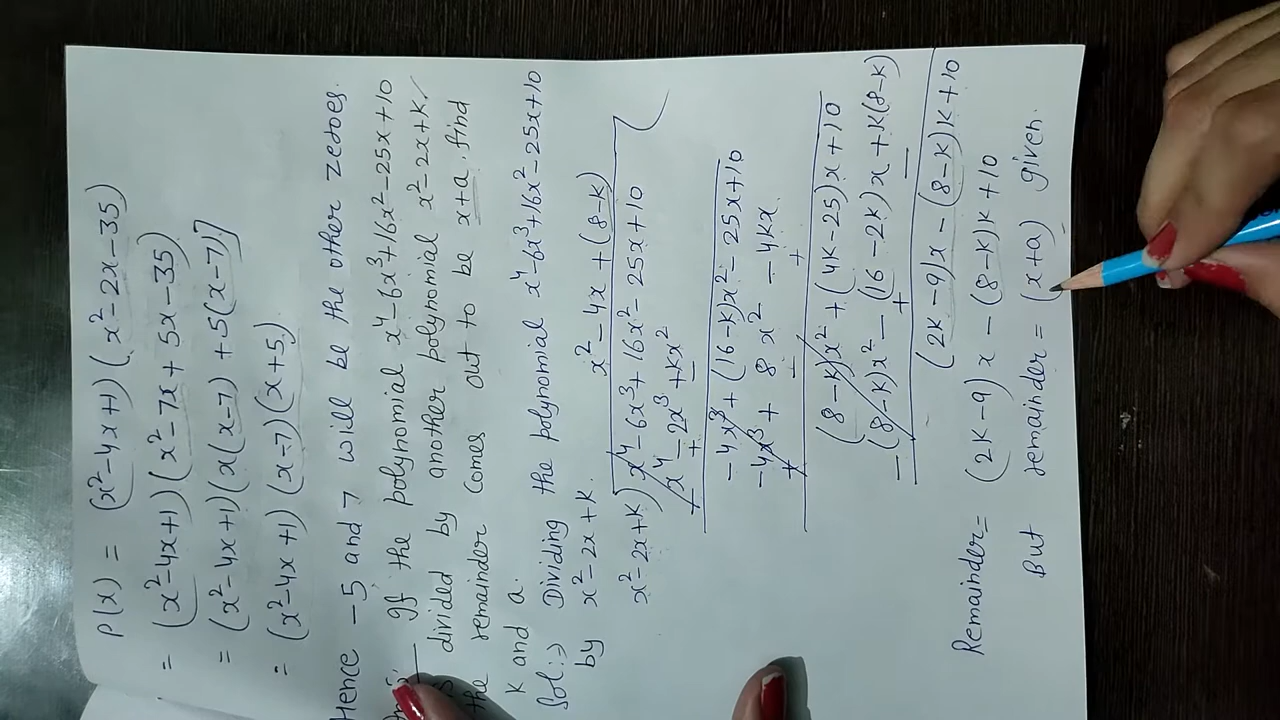 P(x) = (x²-4x+1)(x²-2x-35)
= (x²-4x+1)(x²-7x+5x-35)
= (x²-4x+1)(x(x-7)+5(x-7)]
= (x²-4x+1)(x-7)(x+5)
Hence -5 and 7 will be the other zeroes.
If the polynomial x⁴-6x³+16x²-25x+10
is divided by another polynomial x²-2x+K
the remainder comes out to be x+a. find
K and a.
Sol:> Dividing the polynomial x⁴-6x³+16x²-25x+10
by x²-2x+K.
x²-4x+(8-K)
x²-2x+K)x⁴-6x³+16x²-25x+10
x⁴-2x³+Kx²
- + -
-4x³+(16-K)x²-25x+10
-4x³+8x²-4Kx
+ - +
(8-K)x²+(4K-25)x+10
(8-K)x²-(16-2K)x+K(8-K)
- + -
(2K-9)x-(8-K)K+10
Remainder= (2K-9)x-(8-K)K+10
But remainder = (x+a) given.